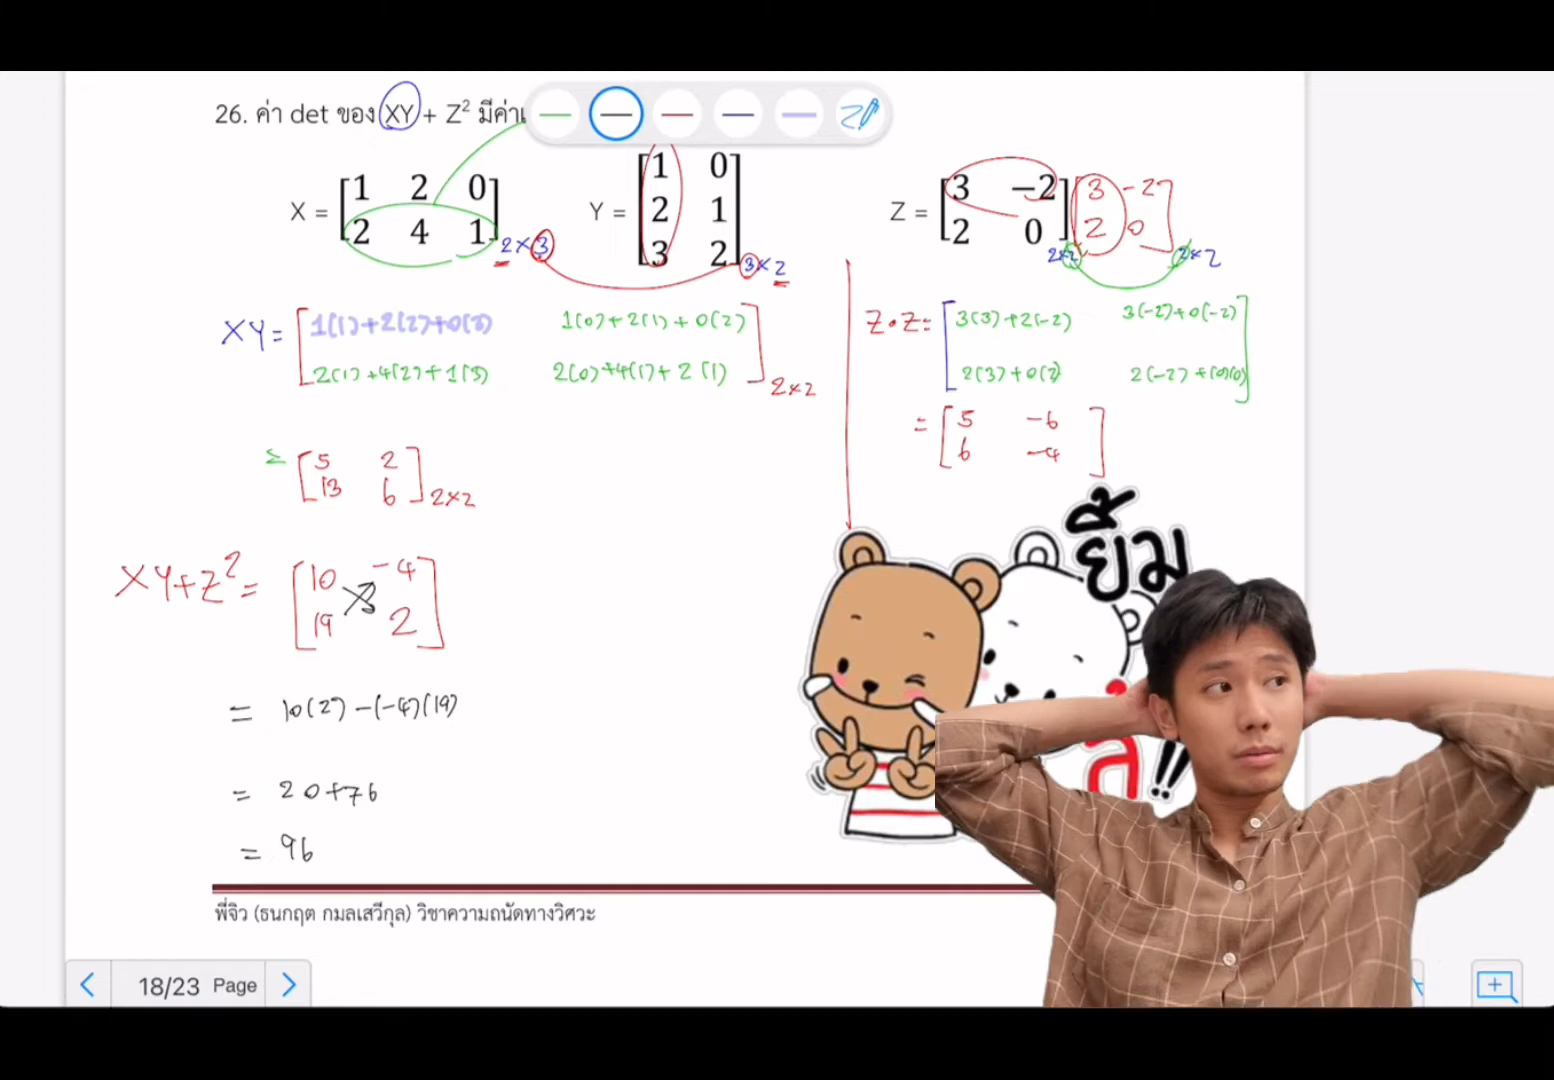 26. ค่า det ของ XY + Z² มีค่าเ
X = [1 2 0
2 4 1] 2×3
Y = [1 0
2 1
3 2] 3×2
Z = [3 -2
2 0] 2×2 [3 -2
2 0] 2×2
XY = [1(1)+2(2)+0(3) 1(0)+2(1)+0(2)
2(1)+4(2)+1(3) 2(0)+4(1)+2(1)] 2×2
= [5 2
13 6] 2×2
Z•Z = [3(3)+2(-2) 3(-2)+0(-2)
2(3)+0(2) 2(-2)+(0)(0)]
= [5 -6
6 -4]
XY+Z² = [10 -4
19 2]
= 10(2)-(-4)(19)
= 20+76
= 96
ยิ้ม
สิ!!
พี่จิว (ธนกฤต กมลเสวีกุล) วิชาความถนัดทางวิศวะ
18/23 Page